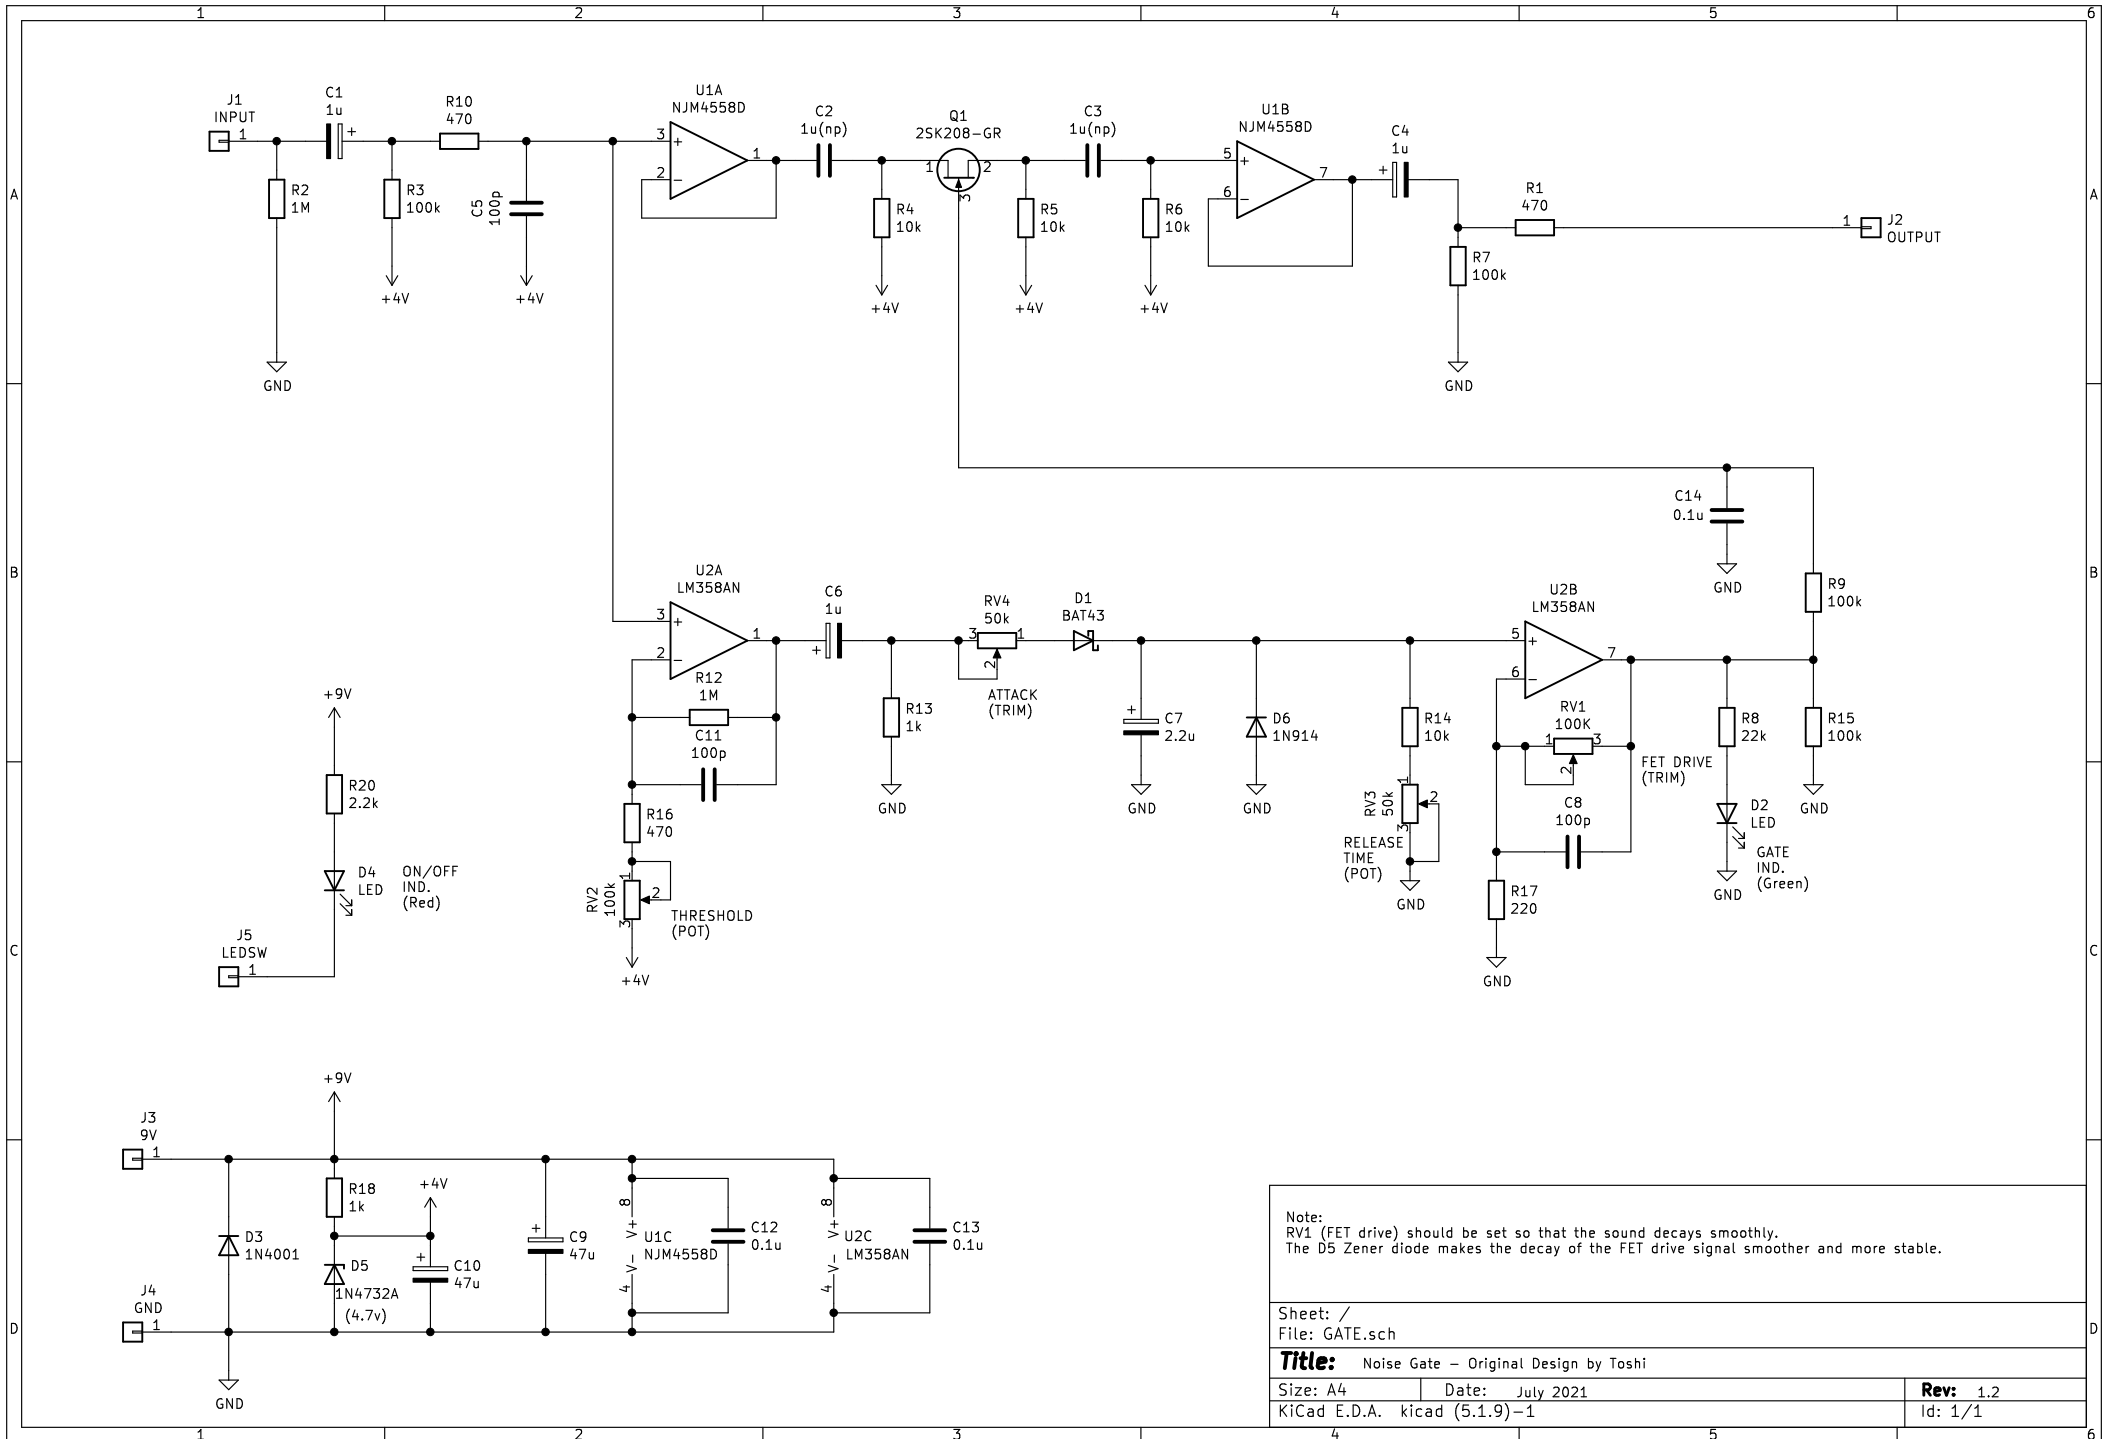 1
2
3
4
5
6
A
B
C
D
A
B
C
D
1
2
3
4
5
6
J1
INPUT
1
C1
1u
+
R10
470
R2
1M
R3
100k
C5
100p
+4V
+4V
GND
U1A
NJM4558D
3
+
2
-
1
C2
1u(np)
Q1
2SK208-GR
1
2
3
C3
1u(np)
R4
10k
R5
10k
R6
10k
+4V
+4V
+4V
U1B
NJM4558D
5
+
6
-
7
C4
1u
+
R1
470
R7
100k
GND
1
J2
OUTPUT
C14
0.1u
GND
R9
100k
U2A
LM358AN
3
+
2
-
1
R12
1M
C11
100p
R16
470
RV2
100k
1
2
3
THRESHOLD
(POT)
+4V
C6
1u
+
R13
1k
GND
RV4
50k
3
1
2
ATTACK
(TRIM)
D1
BAT43
+
C7
2.2u
GND
D6
1N914
GND
R14
10k
RV3
50k
1
2
3
RELEASE
TIME
(POT)
GND
U2B
LM358AN
5
+
6
-
7
RV1
100K
1
3
2
FET DRIVE
(TRIM)
C8
100p
R17
220
GND
R8
22k
D2
LED
GATE
IND.
(Green)
GND
R15
100k
GND
+9V
R20
2.2k
D4
LED
ON/OFF
IND.
(Red)
J5
LEDSW
1
+9V
J3
9V
1
J4
GND
1
D3
1N4001
GND
R18
1k
D5
1N4732A
(4.7v)
+4V
+
C10
47u
+
C9
47u
8
V+
U1C
NJM4558D
V-
4
C12
0.1u
8
V+
U2C
LM358AN
V-
4
C13
0.1u
Note:
RV1 (FET drive) should be set so that the sound decays smoothly.
The D5 Zener diode makes the decay of the FET drive signal smoother and more stable.
Sheet: /
File: GATE.sch
Title: Noise Gate - Original Design by Toshi
Size: A4 Date: July 2021 Rev: 1.2
KiCad E.D.A. kicad (5.1.9)-1 Id: 1/1